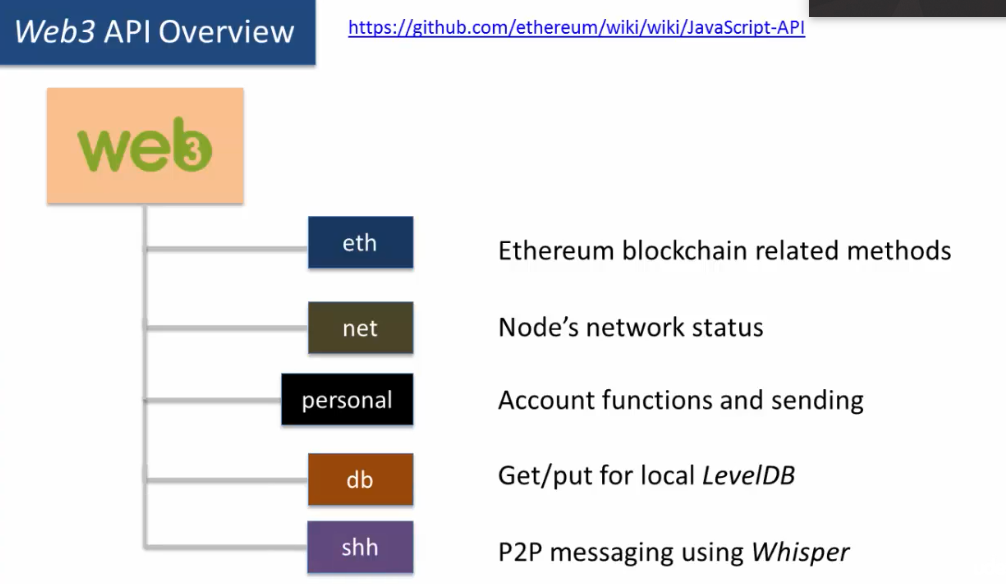 Web3 API Overview
https://github.com/ethereum/wiki/wiki/JavaScript-API
web3
eth
Ethereum blockchain related methods
net
Node's network status
personal
Account functions and sending
db
Get/put for local LevelDB
shh
P2P messaging using Whisper